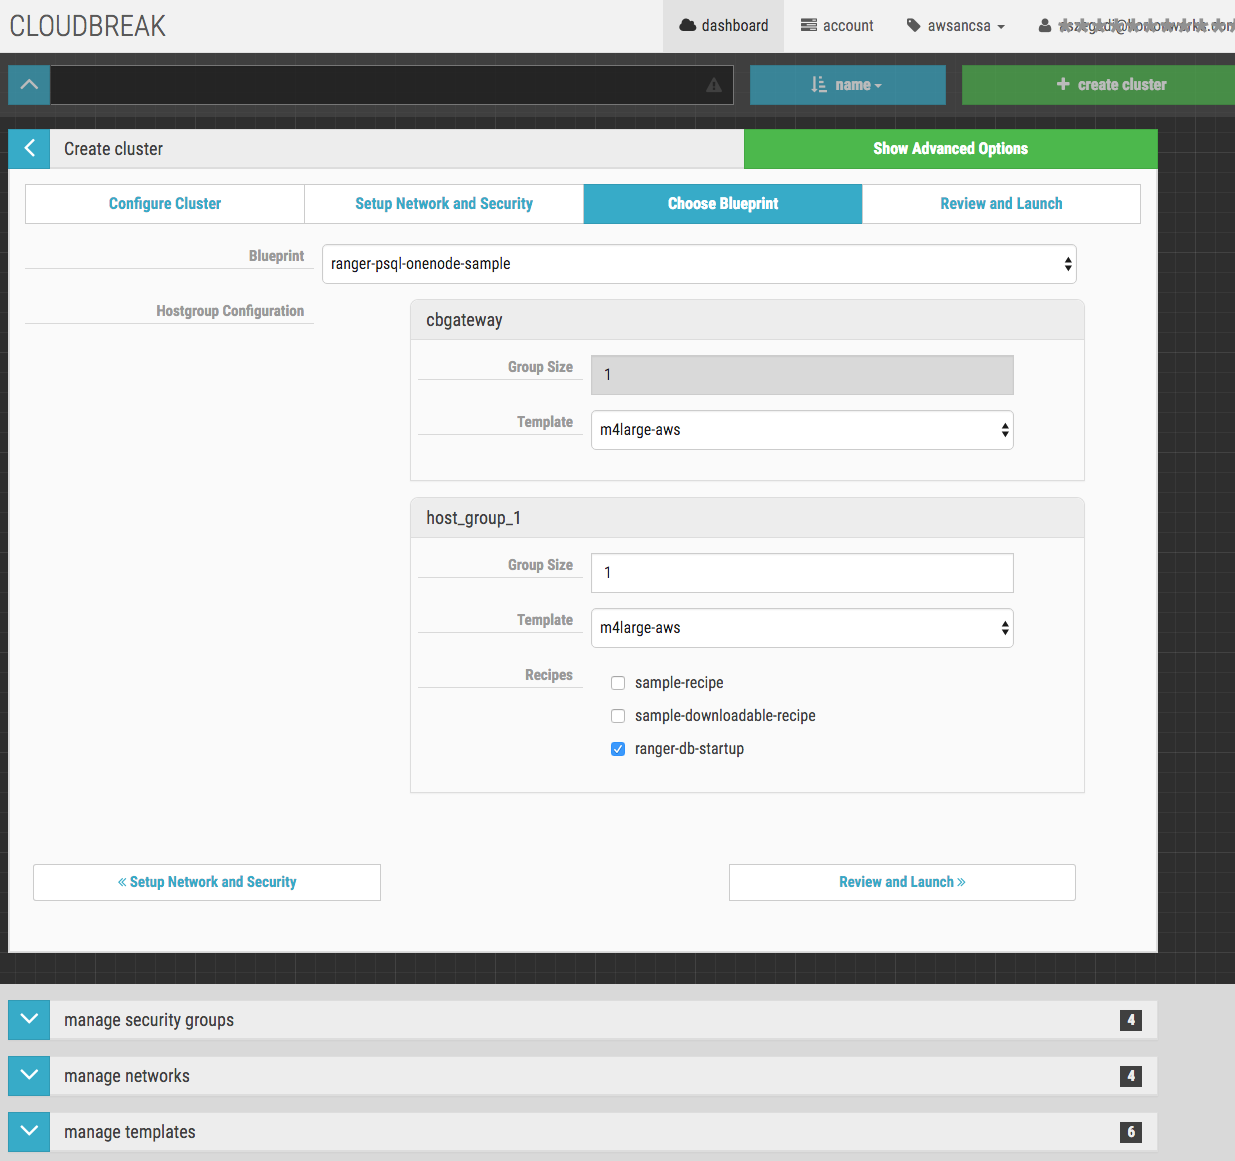 CLOUDBREAK
dashboard account awsancsa
name create cluster
Create cluster Show Advanced Options
Configure Cluster Setup Network and Security Choose Blueprint Review and Launch
Blueprint ranger-psql-onenode-sample
Hostgroup Configuration
cbgateway
Group Size 1
Template m4large-aws
host_group_1
Group Size 1
Template m4large-aws
Recipes
sample-recipe
sample-downloadable-recipe
ranger-db-startup
« Setup Network and Security Review and Launch »
manage security groups 4
manage networks 4
manage templates 6